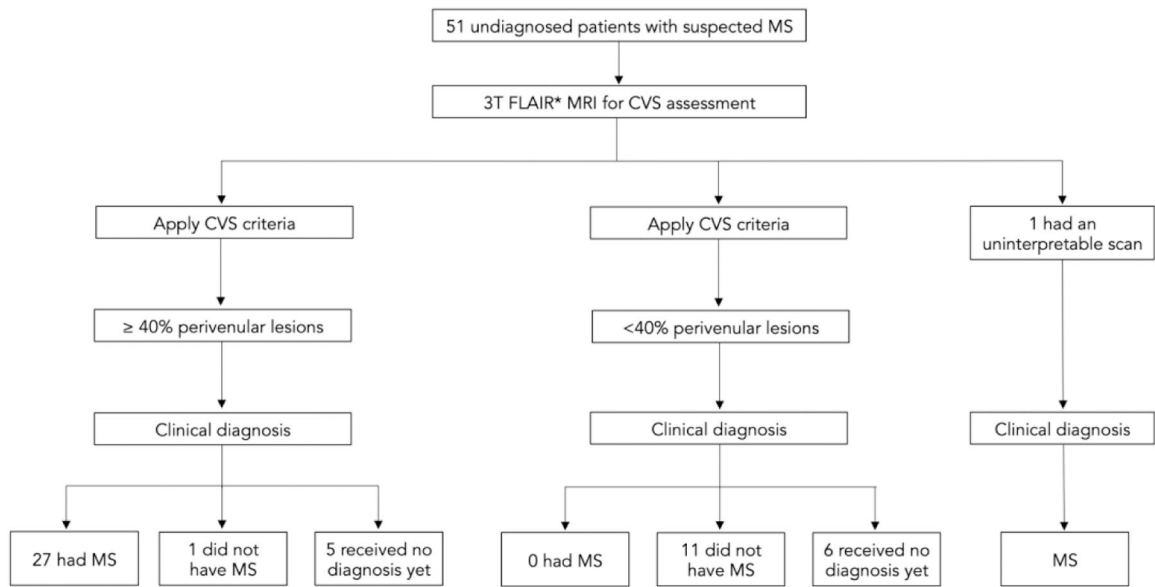 51 undiagnosed patients with suspected MS
3T FLAIR* MRI for CVS assessment
Apply CVS criteria
Apply CVS criteria
1 had an
uninterpretable scan
≥ 40% perivenular lesions
<40% perivenular lesions
Clinical diagnosis
Clinical diagnosis
Clinical diagnosis
27 had MS
1 did not
have MS
5 received no
diagnosis yet
0 had MS
11 did not
have MS
6 received no
diagnosis yet
MS